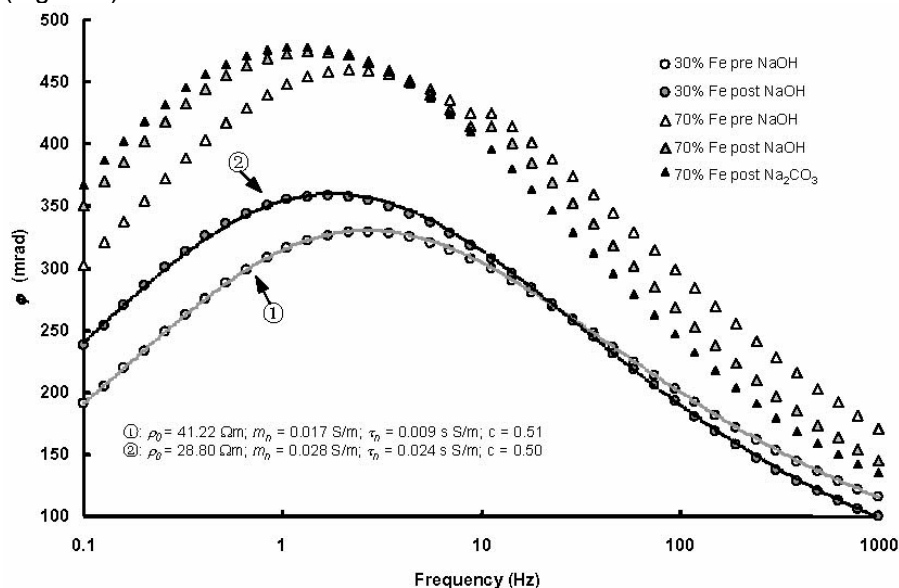 500
450
400
350
300
250
200
150
100
φ (mrad)
○ 30% Fe pre NaOH
30% Fe post NaOH
△ 70% Fe pre NaOH
70% Fe post NaOH
▲ 70% Fe post Na₂CO₃
②
①
①: ρ₀ = 41.22 Ωm; mₙ = 0.017 S/m; τₙ = 0.009 s S/m; c = 0.51
②: ρ₀ = 28.80 Ωm; mₙ = 0.028 S/m; τₙ = 0.024 s S/m; c = 0.50
0.1 1 10 100 1000
Frequency (Hz)